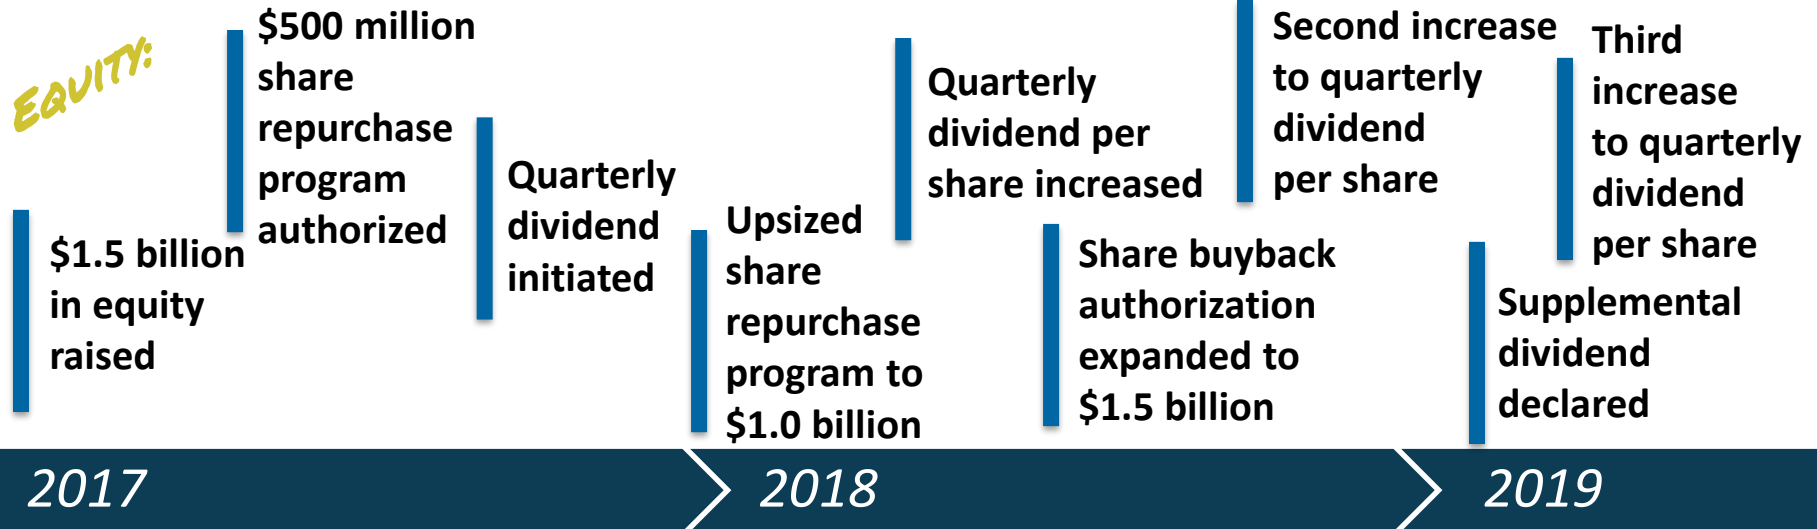 EQUITY:
$1.5 billion
in equity
raised
$500 million
share
repurchase
program
authorized
Quarterly
dividend
initiated
Upsized
share
repurchase
program to
$1.0 billion
Quarterly
dividend per
share increased
Share buyback
authorization
expanded to
$1.5 billion
Second increase
to quarterly
dividend
per share
Supplemental
dividend
declared
Third
increase
to quarterly
dividend
per share
2017
2018
2019